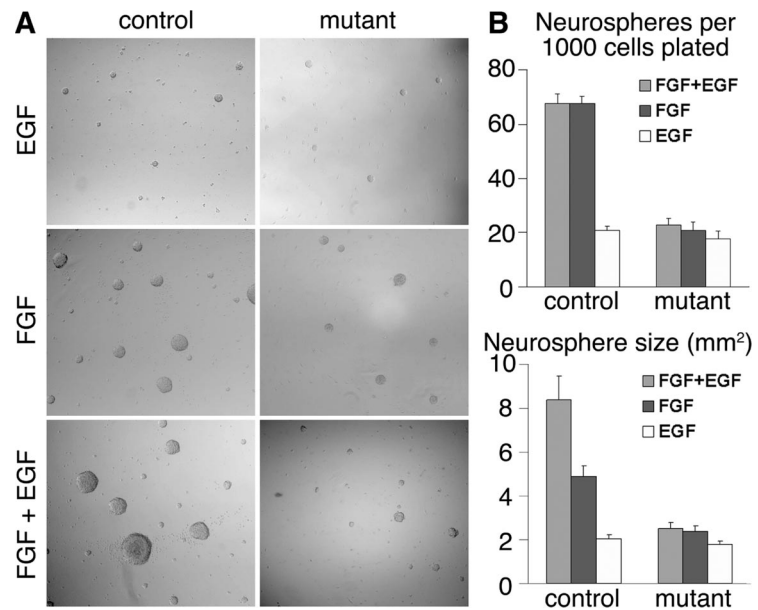 A
control
mutant
EGF
FGF
FGF + EGF
B
Neurospheres per
1000 cells plated
80
60
40
20
0
FGF+EGF
FGF
EGF
control
mutant
Neurosphere size (mm²)
10
8
6
4
2
0
FGF+EGF
FGF
EGF
control
mutant